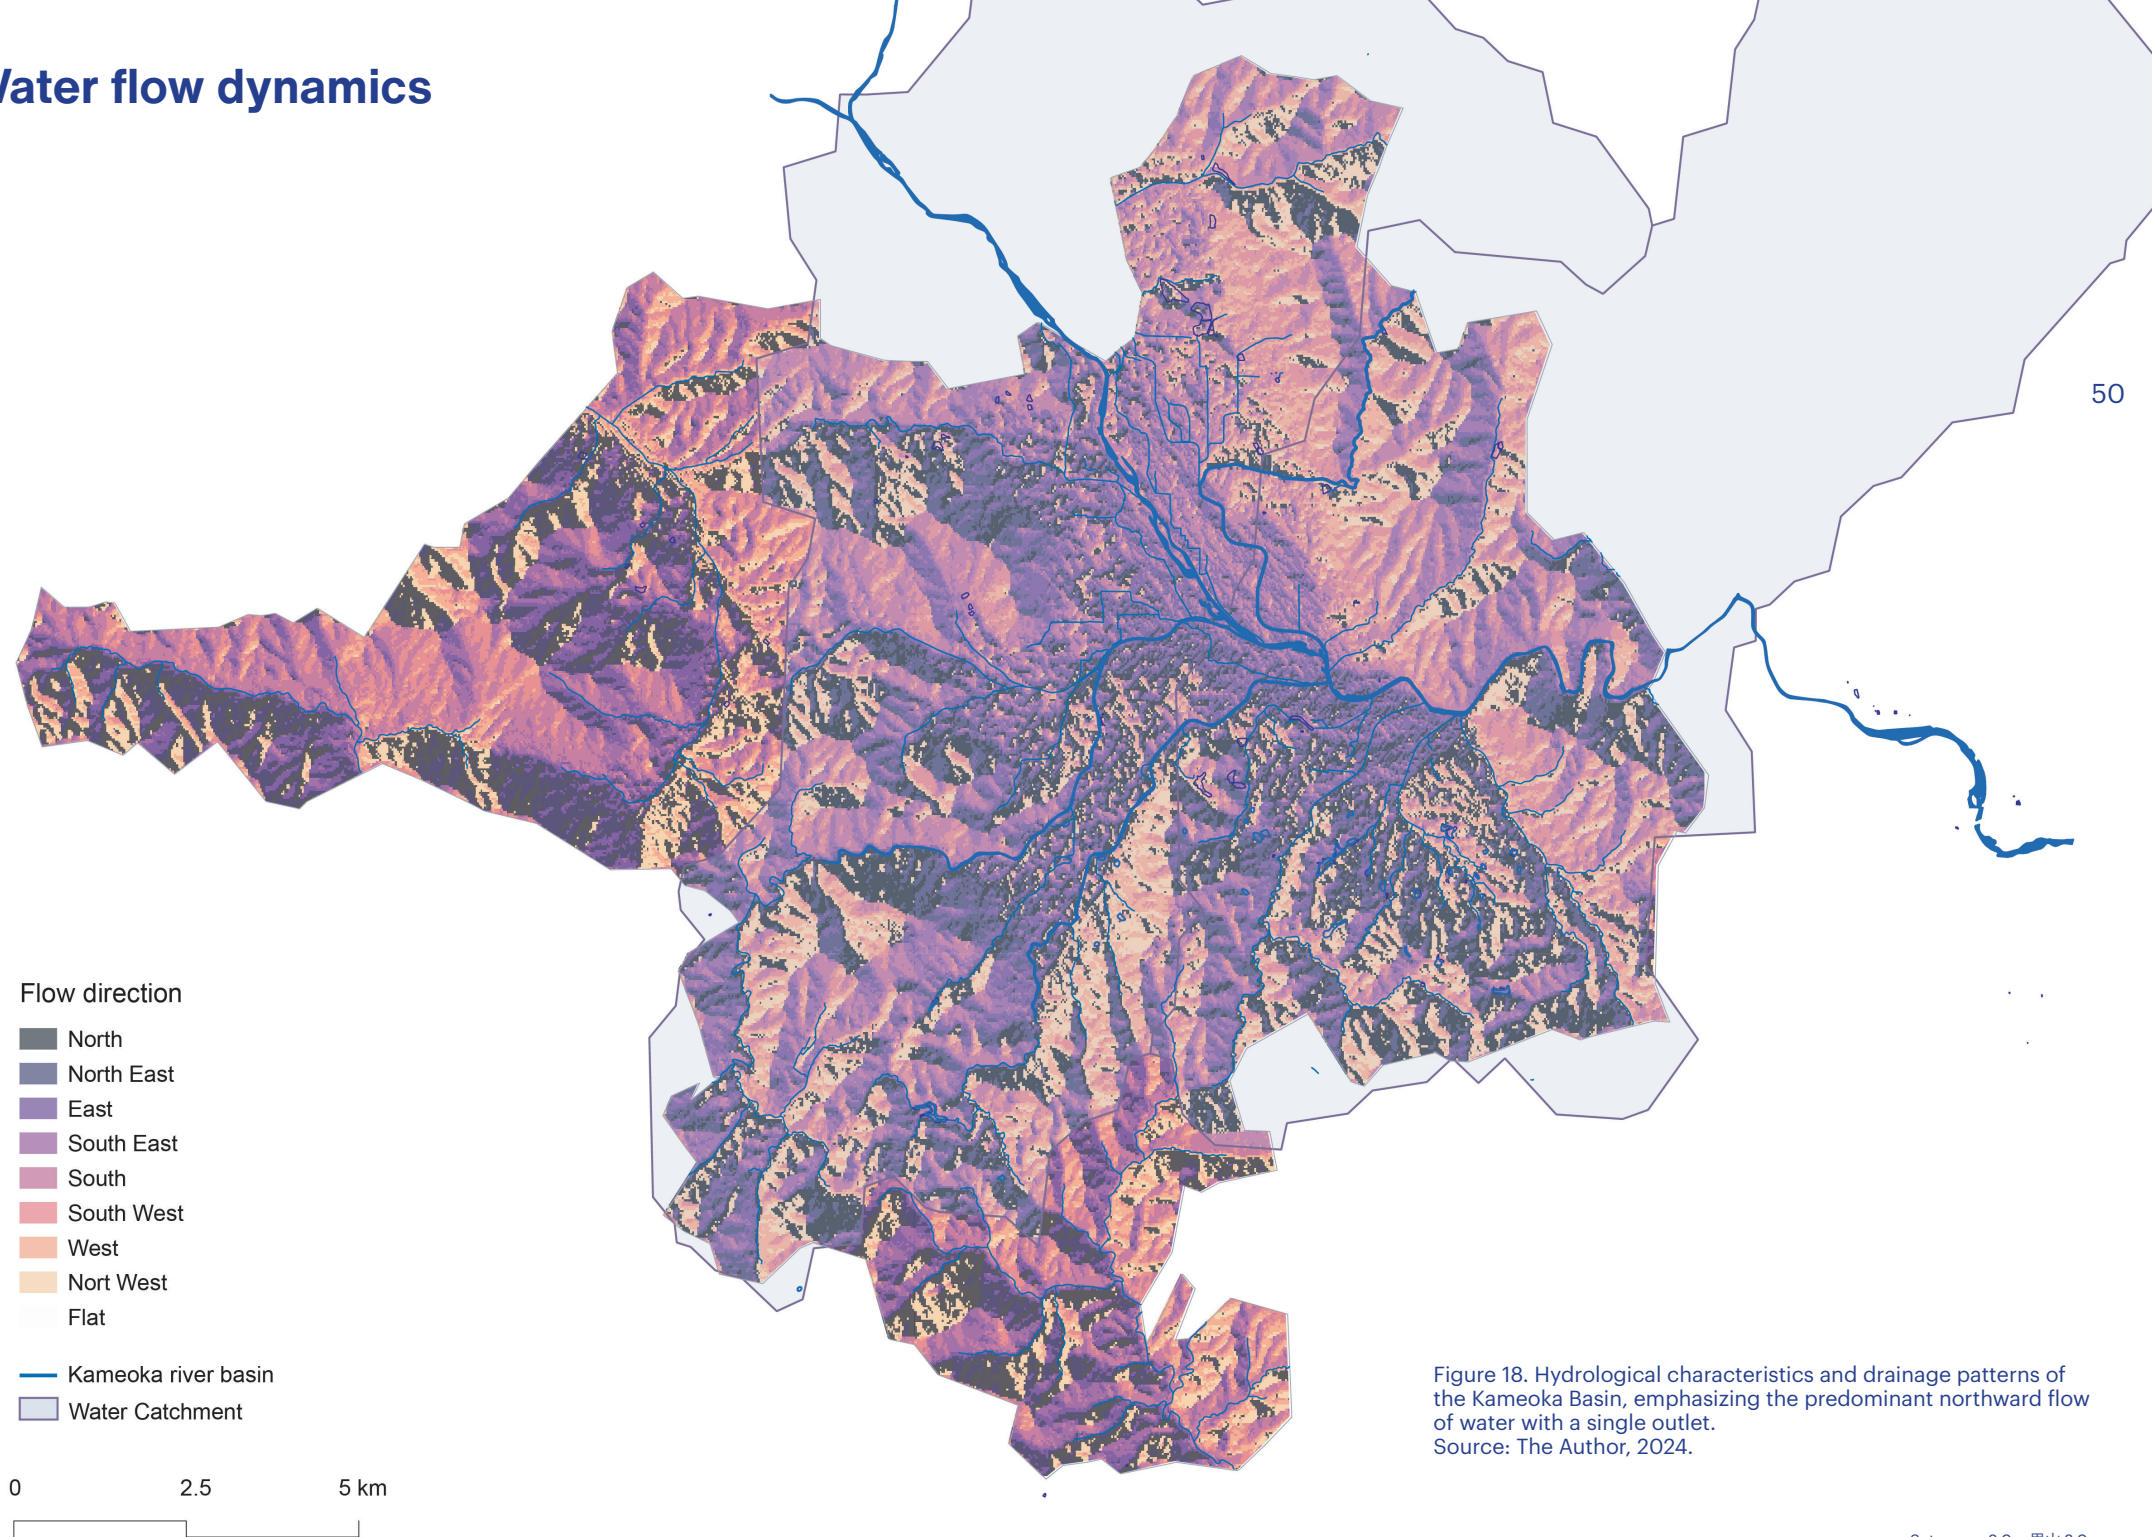 Water flow dynamics
50
Flow direction
North
North East
East
South East
South
South West
West
Nort West
Flat
Kameoka river basin
Water Catchment
0 2.5 5 km
Figure 18. Hydrological characteristics and drainage patterns of
the Kameoka Basin, emphasizing the predominant northward flow
of water with a single outlet.
Source: The Author, 2024.